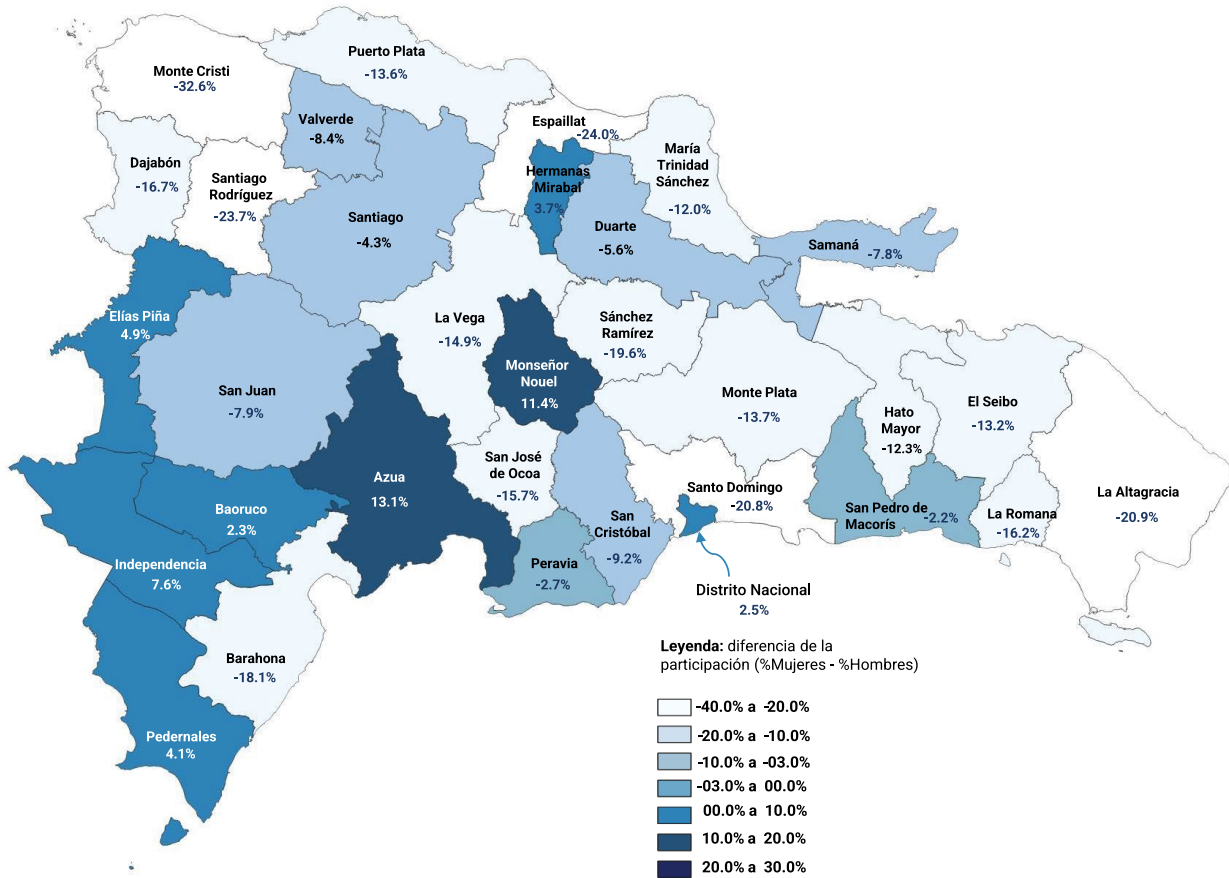 Puerto Plata
-13.6%
Monte Cristi
-32.6%
Valverde
-8.4%
Espaillat
-24.0%
María
Trinidad
Sánchez
-12.0%
Dajabón
-16.7%
Santiago
Rodríguez
-23.7%
Hermanas
Mirabal
3.7%
Santiago
-4.3%
Duarte
-5.6%
Samaná
-7.8%
Elías Piña
4.9%
La Vega
-14.9%
Sánchez
Ramírez
-19.6%
Monseñor
Nouel
11.4%
San Juan
-7.9%
Monte Plata
-13.7%
Hato
Mayor
-12.3%
El Seibo
-13.2%
Azua
13.1%
San José
de Ocoa
-15.7%
Santo Domingo
-20.8%
La Altagracia
-20.9%
Baoruco
2.3%
San
Cristóbal
-9.2%
San Pedro de
Macorís
-2.2%
La Romana
-16.2%
Independencia
7.6%
Peravia
-2.7%
Distrito Nacional
2.5%
Barahona
-18.1%
Pedernales
4.1%
Leyenda: diferencia de la
participación (%Mujeres - %Hombres)
-40.0% a -20.0%
-20.0% a -10.0%
-10.0% a -03.0%
-03.0% a 00.0%
00.0% a 10.0%
10.0% a 20.0%
20.0% a 30.0%